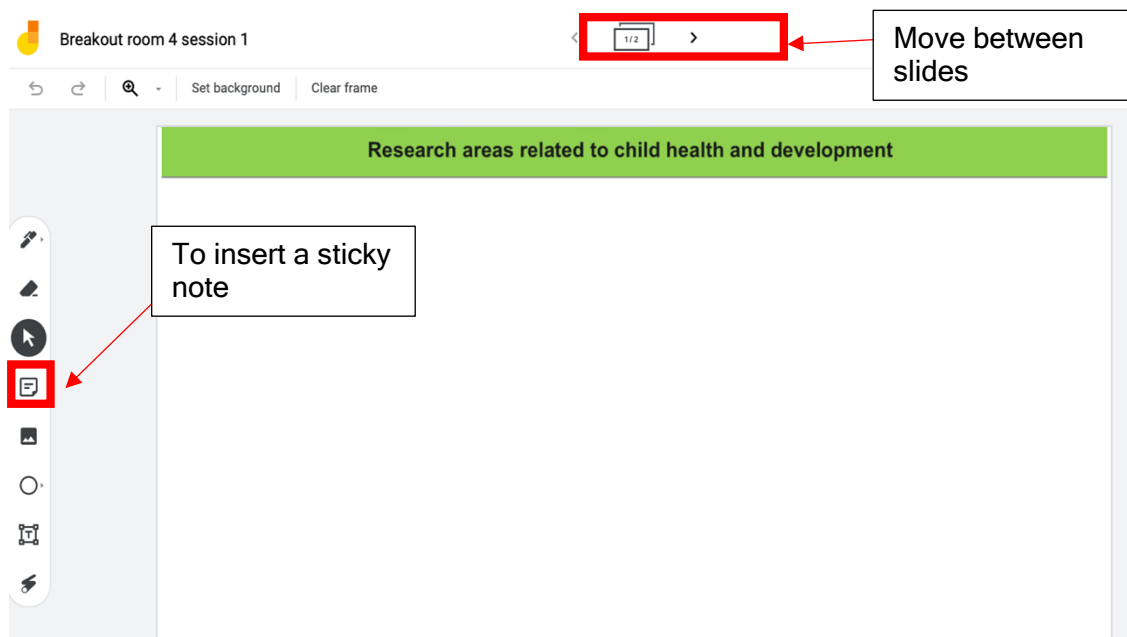 Breakout room 4 session 1
1/2
Move between
slides
Set background
Clear frame
Research areas related to child health and development
To insert a sticky
note
T